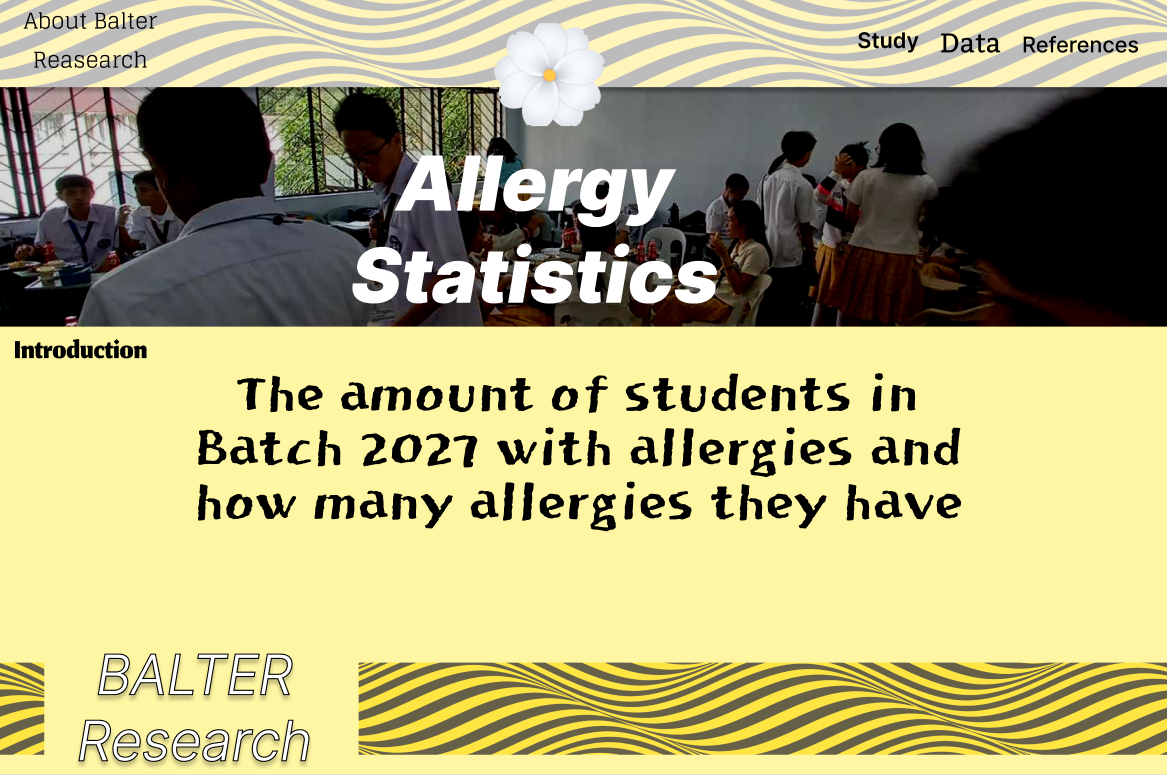 About Balter
Reasearch
Study Data References
Allergy
Statistics
Introduction
The amount of students in
Batch 2027 with allergies and
how many allergies they have
BALTER
Research